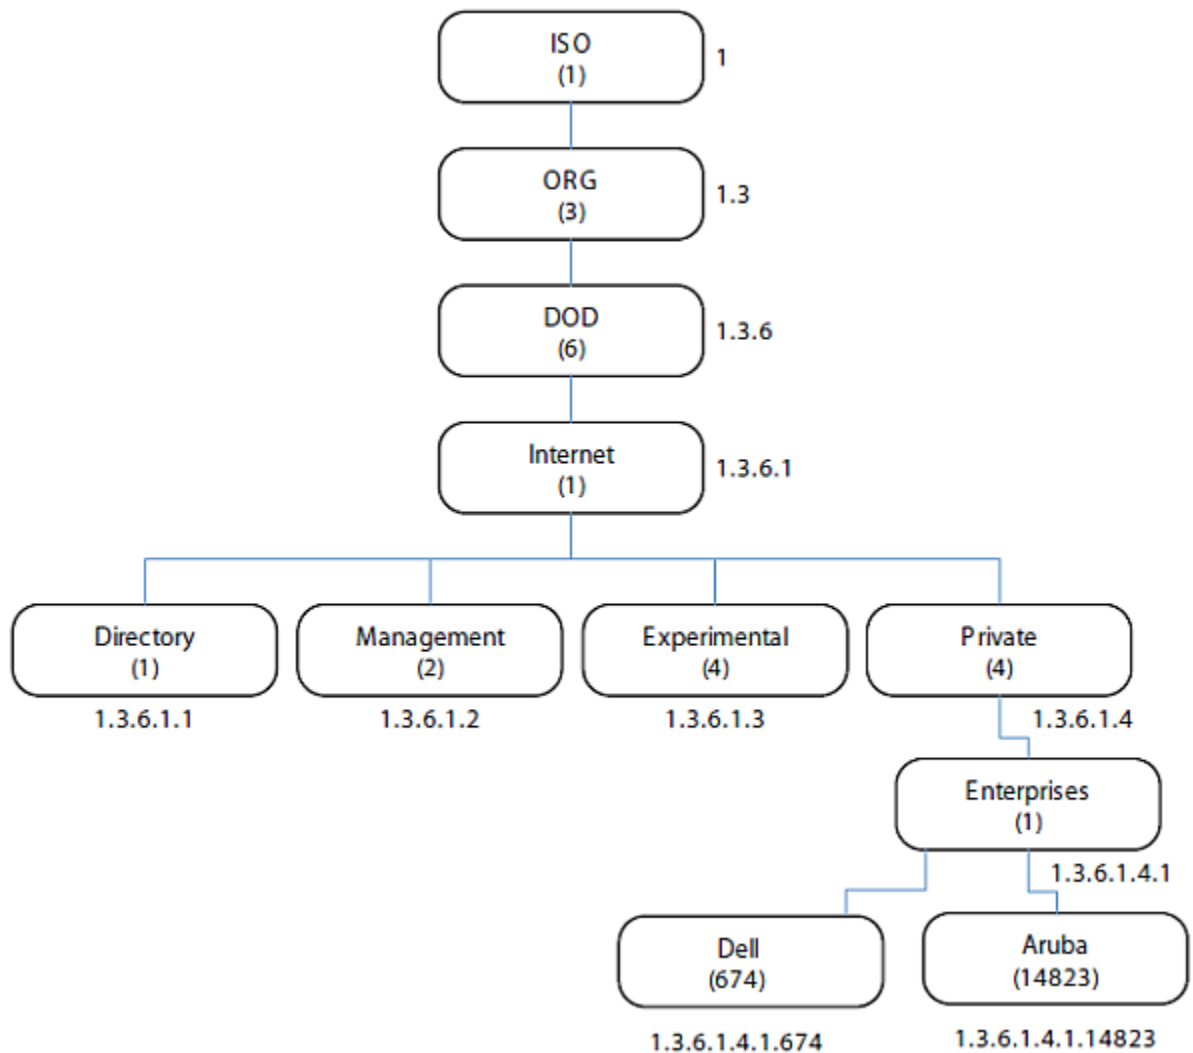 ISO
(1)
1
ORG
(3)
1.3
DOD
(6)
1.3.6
Internet
(1)
1.3.6.1
Directory
(1)
1.3.6.1.1
Management
(2)
1.3.6.1.2
Experimental
(4)
1.3.6.1.3
Private
(4)
1.3.6.1.4
Enterprises
(1)
1.3.6.1.4.1
Dell
(674)
1.3.6.1.4.1.674
Aruba
(14823)
1.3.6.1.4.1.14823